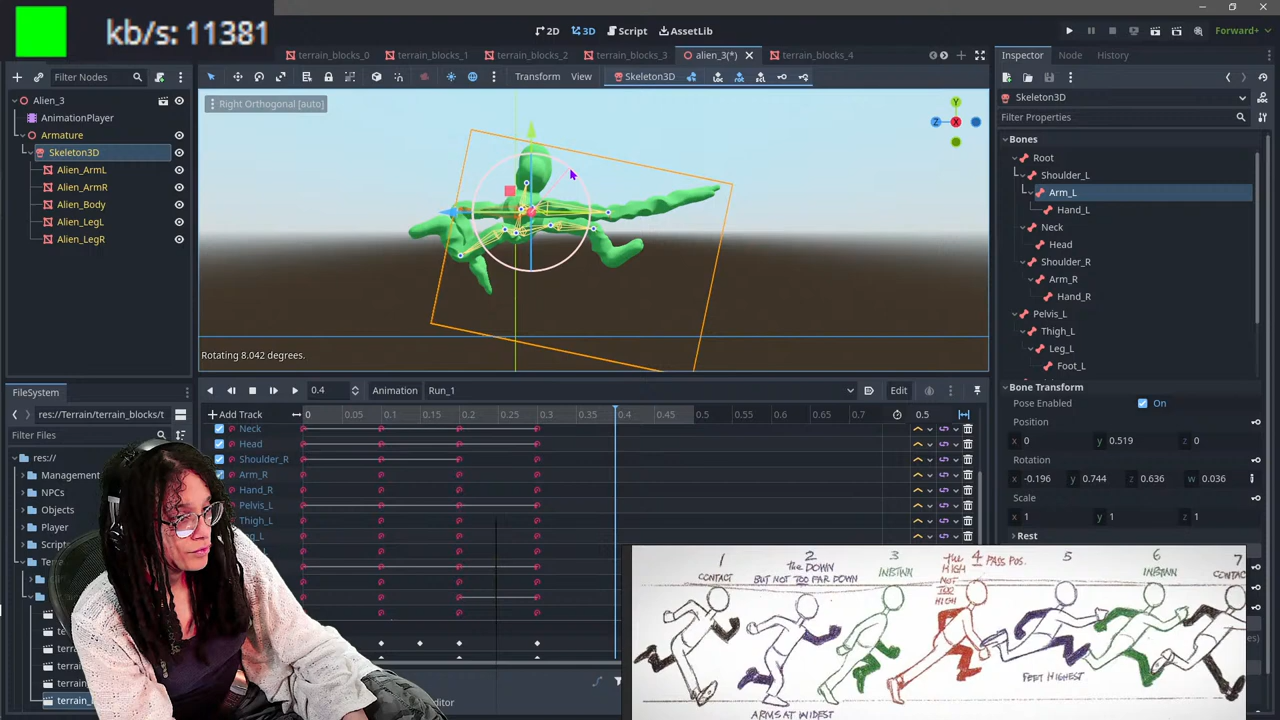 kb/s: 11381
2D 3D Script AssetLib
Forward+
Filter Nodes
terrain_blocks_0 terrain_blocks_1 terrain_blocks_2 terrain_blocks_3 alien_3(*) terrain_blocks_4
Inspector Node History
Transform View Skeleton3D
Alien_3
AnimationPlayer
Armature
Skeleton3D
Alien_ArmL
Alien_ArmR
Alien_Body
Alien_LegL
Alien_LegR
Right Orthogonal [auto]
Y
Z X
Rotating 8.042 degrees.
Skeleton3D
Filter Properties
Bones
Root
Shoulder_L
Arm_L
Hand_L
Neck
Head
Shoulder_R
Arm_R
Hand_R
Pelvis_L
Thigh_L
Leg_L
Foot_L
Bone Transform
Pose Enabled On
Position
x 0 y 0.519 z 0
Rotation
x -0.196 y 0.744 z 0.636 w 0.036
Scale
x 1 y 1 z 1
Rest
FileSystem
res://Terrain/terrain_blocks/t
Filter Files
res://
Management
NPCs
Objects
Player
Scripts
0.4 Animation Run_1 Edit
Add Track 0 0.05 0.1 0.15 0.2 0.25 0.3 0.35 0.4 0.45 0.5 0.55 0.6 0.65 0.7 0.5
Neck
Head
Shoulder_R
Arm_R
Hand_R
Pelvis_L
Thigh_L
1 CONTACT
2 the DOWN BUT NOT TOO FAR DOWN
3 INBTWN
the HIGH NOT TOO HIGH
4 PASS POS.
5
6 INBTWN
7 CONTAC
FEET HIGHEST
ARMS AT WIDEST